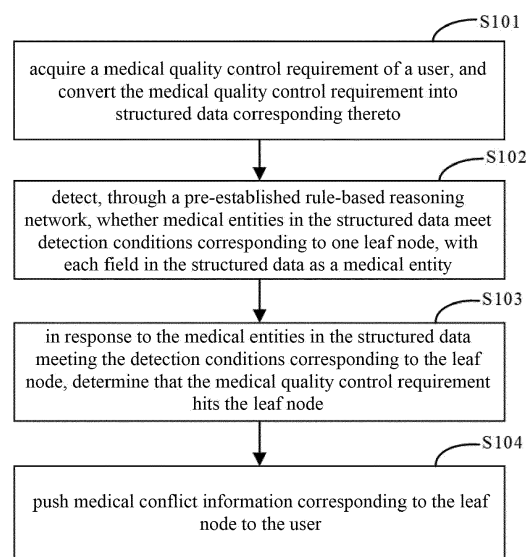 S101
acquire a medical quality control requirement of a user, and
convert the medical quality control requirement into
structured data corresponding thereto
S102
detect, through a pre-established rule-based reasoning
network, whether medical entities in the structured data meet
detection conditions corresponding to one leaf node, with
each field in the structured data as a medical entity
S103
in response to the medical entities in the structured data
meeting the detection conditions corresponding to the leaf
node, determine that the medical quality control requirement
hits the leaf node
S104
push medical conflict information corresponding to the leaf
node to the user